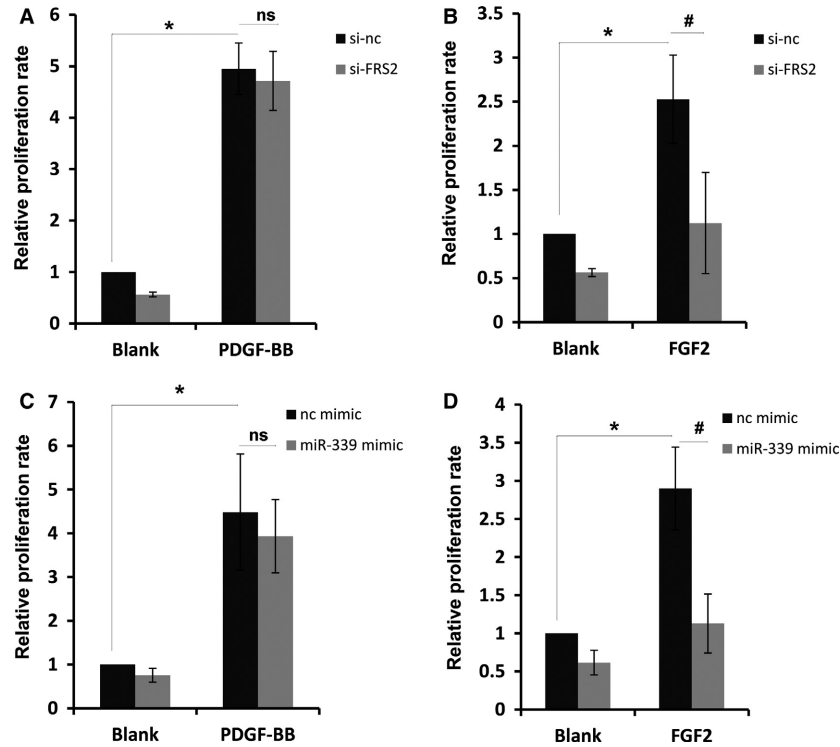 A
Relative proliferation rate
6
5
4
3
2
1
0
*
ns
si-nc
si-FRS2
Blank
PDGF-BB
B
Relative proliferation rate
3.5
3
2.5
2
1.5
1
0.5
0
*
#
si-nc
si-FRS2
Blank
FGF2
C
Relative proliferation rate
7
6
5
4
3
2
1
0
*
ns
nc mimic
miR-339 mimic
Blank
PDGF-BB
D
Relative proliferation rate
4
3.5
3
2.5
2
1.5
1
0.5
0
*
#
nc mimic
miR-339 mimic
Blank
FGF2